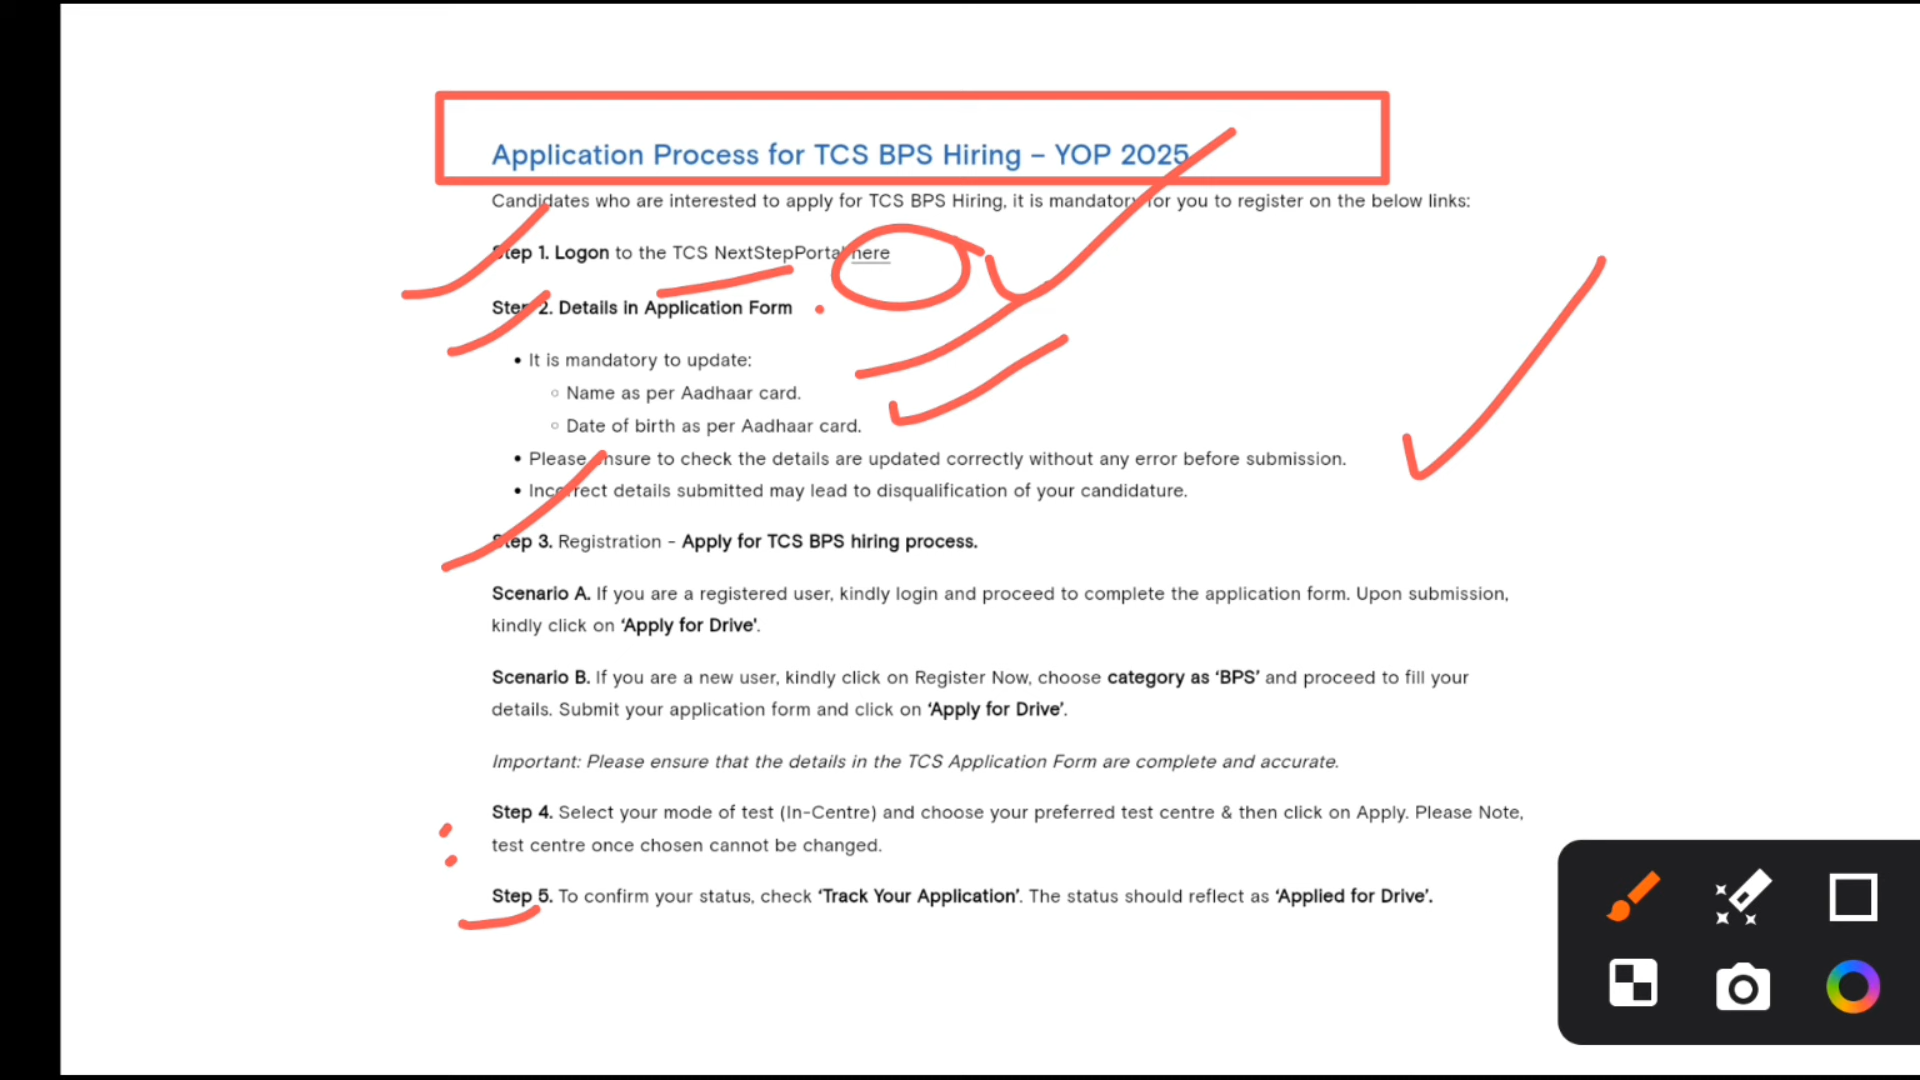 Application Process for TCS BPS Hiring – YOP 2025
Candidates who are interested to apply for TCS BPS Hiring, it is mandatory for you to register on the below links:
Step 1. Logon to the TCS NextStepPortal here
Step 2. Details in Application Form
• It is mandatory to update:
○ Name as per Aadhaar card.
○ Date of birth as per Aadhaar card.
• Please ensure to check the details are updated correctly without any error before submission.
• Incorrect details submitted may lead to disqualification of your candidature.
Step 3. Registration - Apply for TCS BPS hiring process.
Scenario A. If you are a registered user, kindly login and proceed to complete the application form. Upon submission,
kindly click on ‘Apply for Drive’.
Scenario B. If you are a new user, kindly click on Register Now, choose category as ‘BPS’ and proceed to fill your
details. Submit your application form and click on ‘Apply for Drive’.
Important: Please ensure that the details in the TCS Application Form are complete and accurate.
Step 4. Select your mode of test (In-Centre) and choose your preferred test centre & then click on Apply. Please Note,
test centre once chosen cannot be changed.
Step 5. To confirm your status, check ‘Track Your Application’. The status should reflect as ‘Applied for Drive’.